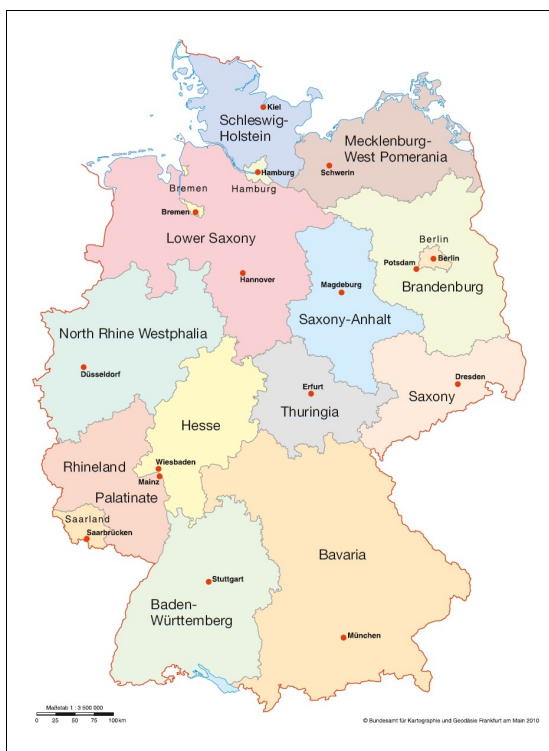 Kiel
Schleswig-
Holstein
Mecklenburg-
West Pomerania
Schwerin
Hamburg
Hamburg
Bremen
Bremen
Lower Saxony
Berlin
Berlin
Potsdam
Brandenburg
Hannover
Magdeburg
Saxony-Anhalt
North Rhine Westphalia
Düsseldorf
Dresden
Saxony
Erfurt
Thuringia
Hesse
Wiesbaden
Mainz
Rhineland
Palatinate
Saarland
Saarbrücken
Bavaria
Stuttgart
Baden-
Württemberg
München
Maßstab 1 : 3 500 000
0 25 50 75 100 km
© Bundesamt für Kartographie und Geodäsie Frankfurt am Main 2010